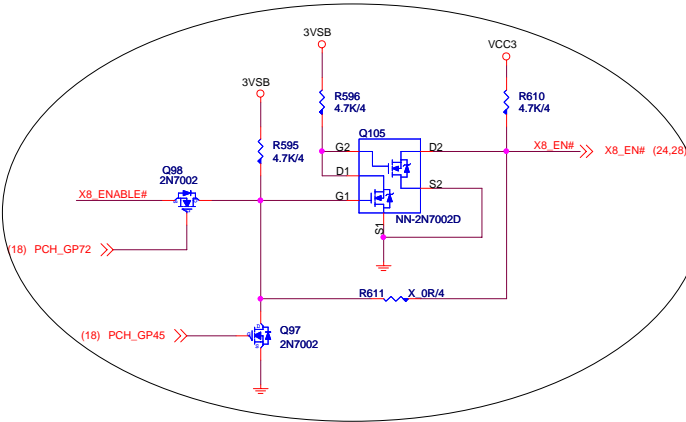 3VSB
VCC3
3VSB
R596
4.7K/4
R610
4.7K/4
Q105
R595
4.7K/4
G2
D2
X8_EN#
X8_EN# (24,28)
D1
Q98
2N7002
S2
X8_ENABLE#
G1
NN-2N7002D
S1
(18) PCH_GP72
R611
X_0R/4
(18) PCH_GP45
D
G
S
Q97
2N7002